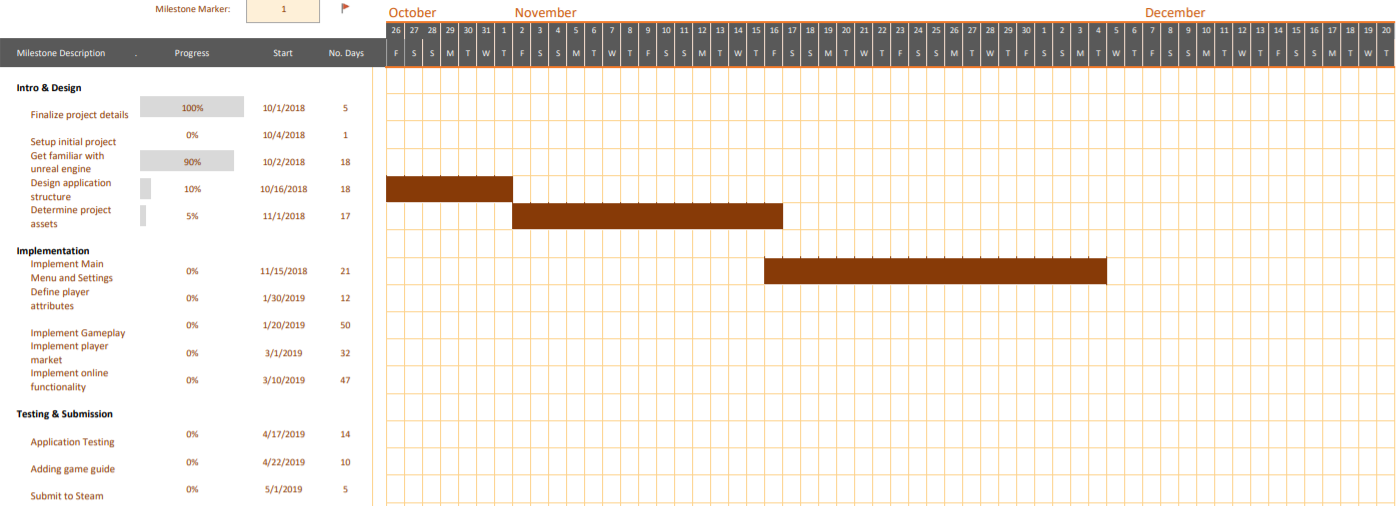 Milestone Marker: 1
October November December
26 27 28 29 30 31 1 2 3 4 5 6 7 8 9 10 11 12 13 14 15 16 17 18 19 20 21 22 23 24 25 26 27 28 29 30 1 2 3 4 5 6 7 8 9 10 11 12 13 14 15 16 17 18 19 20
Milestone Description . Progress Start No. Days F S S M T W T F S S M T W T F S S M T W T F S S M T W T F S S M T W T F S S M T W T F S S M T W T F S S M T W T
Intro & Design
Finalize project details 100% 10/1/2018 5
Setup initial project 0% 10/4/2018 1
Get familiar with
unreal engine 90% 10/2/2018 18
Design application
structure 10% 10/16/2018 18
Determine project
assets 5% 11/1/2018 17
Implementation
Implement Main
Menu and Settings 0% 11/15/2018 21
Define player
attributes 0% 1/30/2019 12
Implement Gameplay 0% 1/20/2019 50
Implement player
market 0% 3/1/2019 32
Implement online
functionality 0% 3/10/2019 47
Testing & Submission
Application Testing 0% 4/17/2019 14
Adding game guide 0% 4/22/2019 10
Submit to Steam 0% 5/1/2019 5